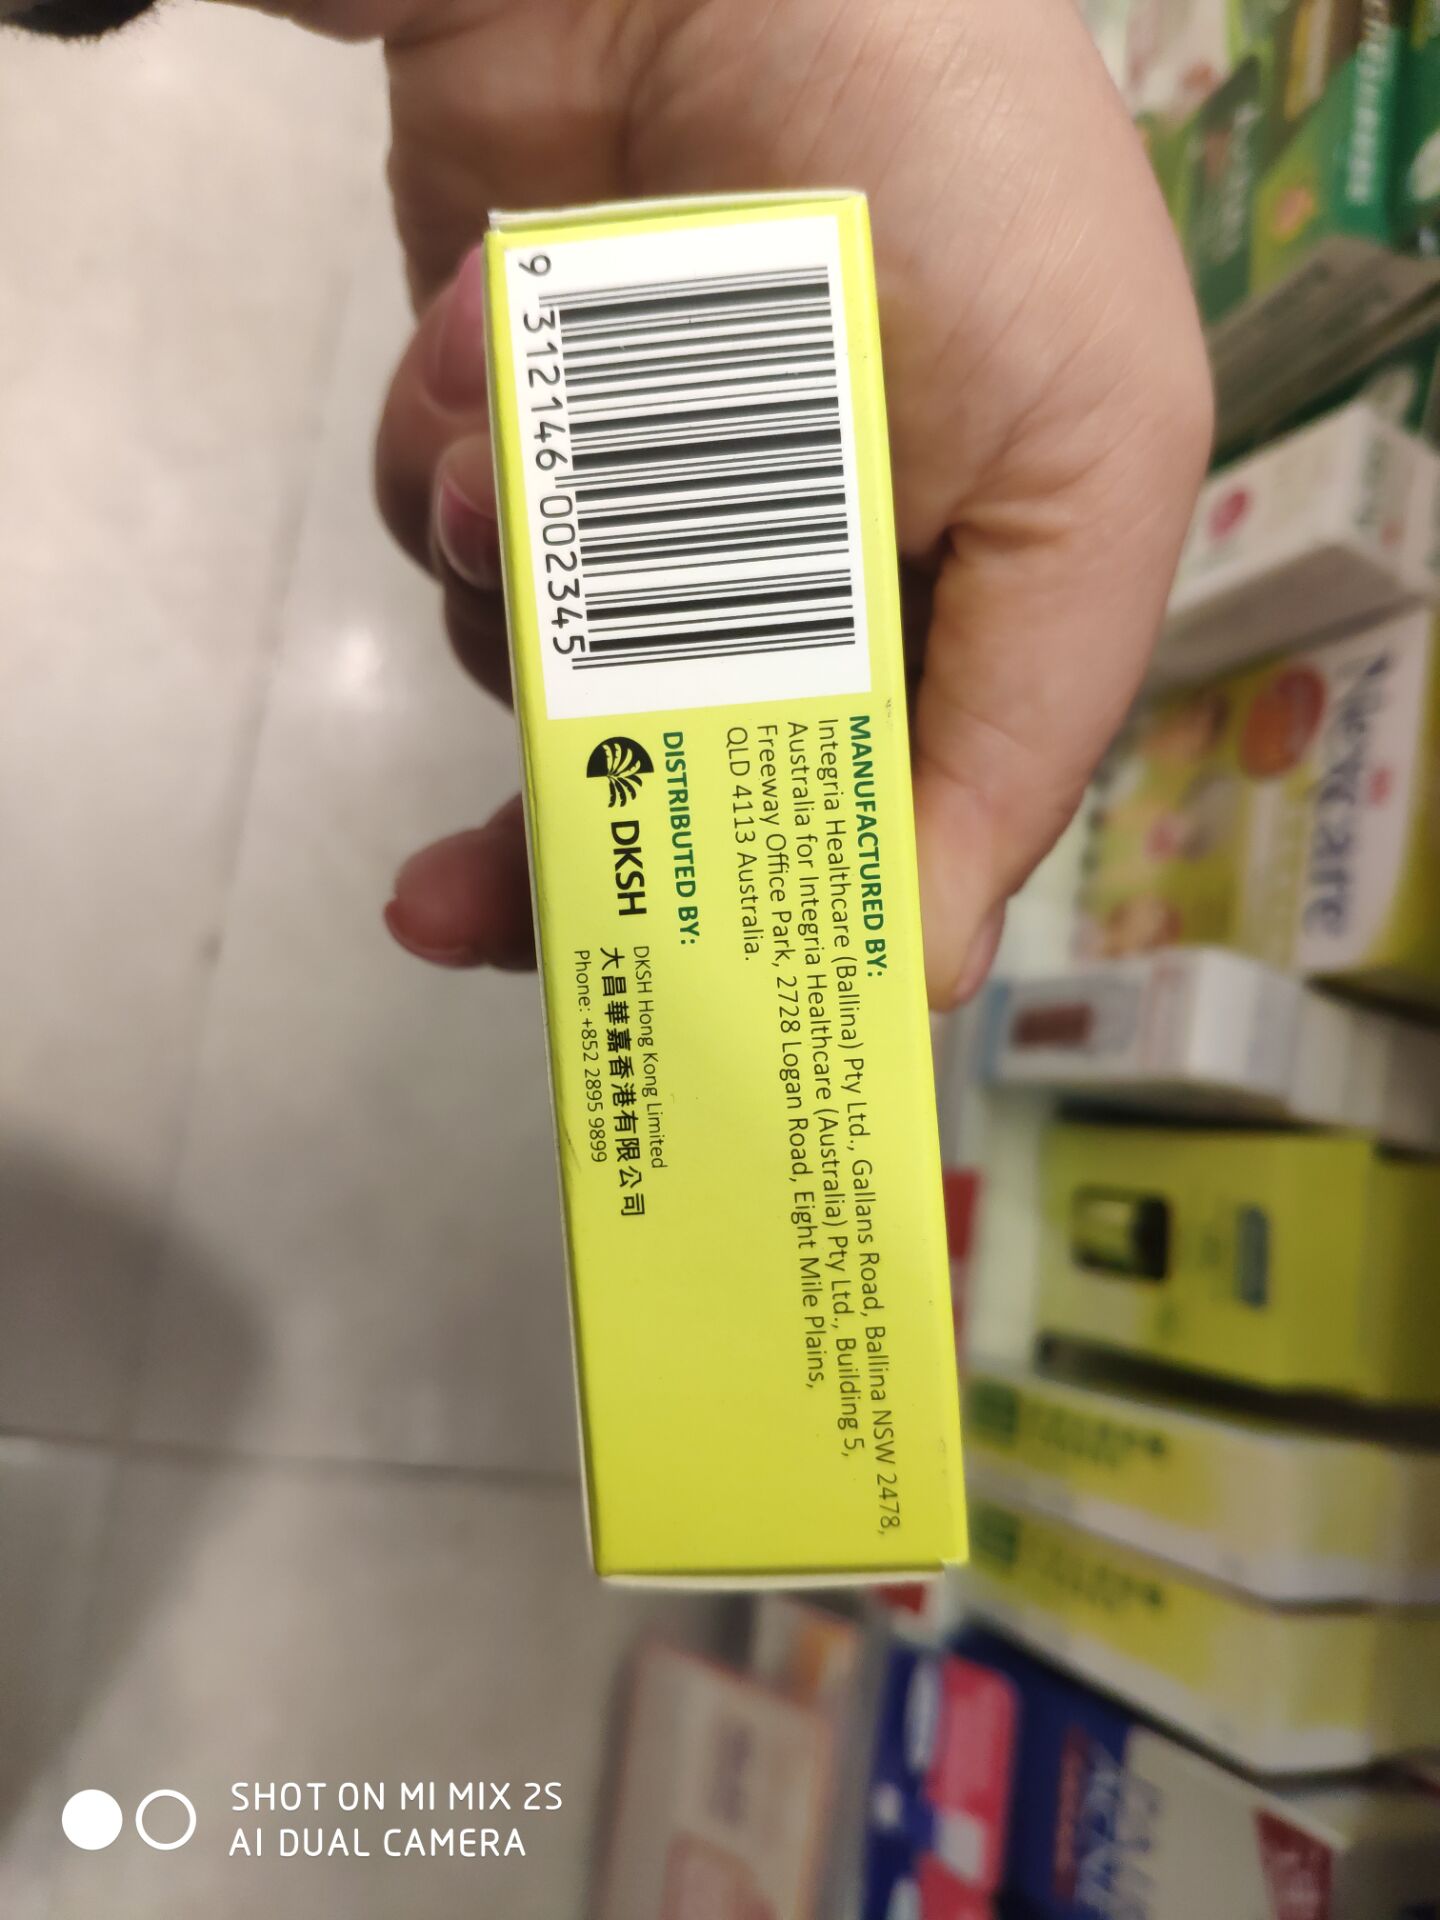 9 312146 002345
MANUFACTURED BY:
Integria Healthcare (Ballina) Pty Ltd., Gallans Road, Ballina NSW 2478,
Australia for Integria Healthcare (Australia) Pty Ltd., Building 5,
Freeway Office Park, 2728 Logan Road, Eight Mile Plains,
QLD 4113 Australia.
DISTRIBUTED BY:
DKSH
DKSH Hong Kong Limited
大昌華嘉香港有限公司
Phone: +852 2895 9899
Nexcare
SHOT ON MI MIX 2S
AI DUAL CAMERA